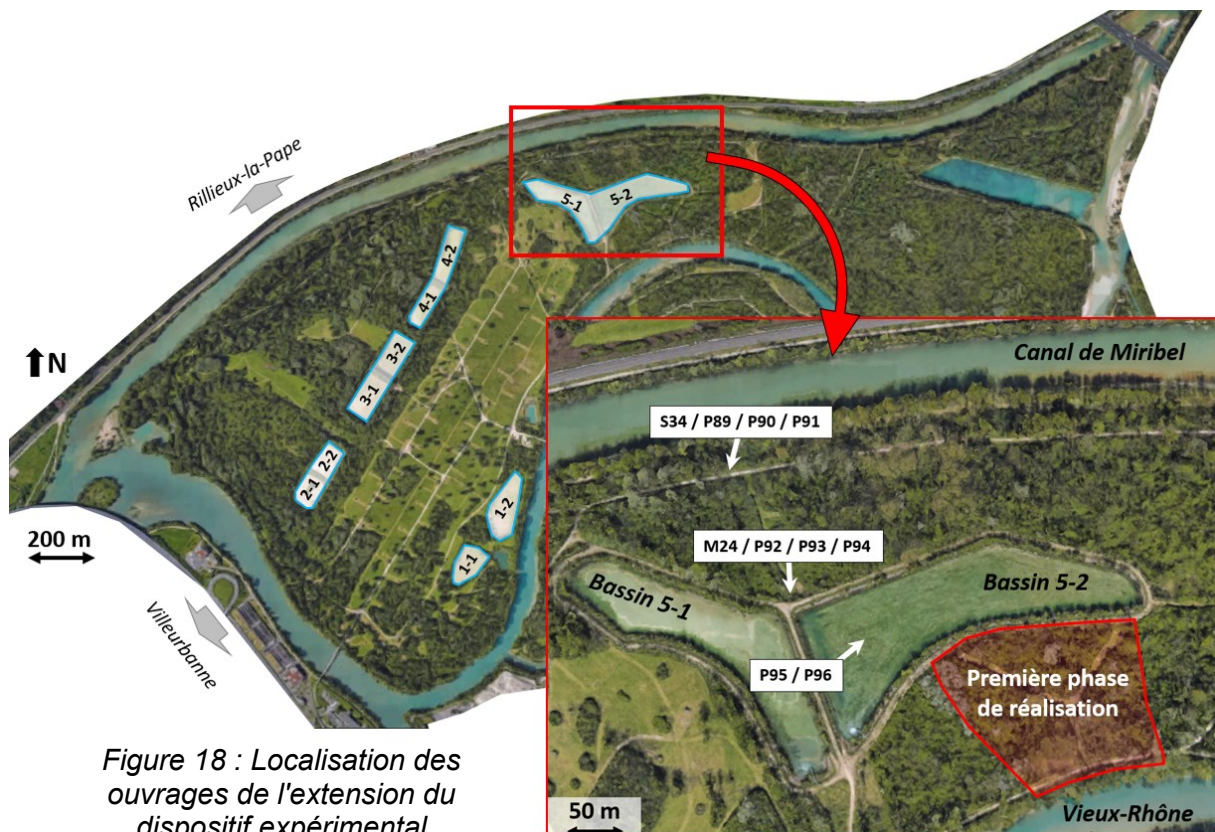 Rillieux-la-Pape
5-1
5-2
4-2
4-1
3-2
3-1
2-2
2-1
1-2
1-1
N
200 m
Villeurbanne
Canal de Miribel
S34 / P89 / P90 / P91
M24 / P92 / P93 / P94
Bassin 5-1
Bassin 5-2
P95 / P96
Première phase
de réalisation
50 m
Vieux-Rhône
Figure 18 : Localisation des
ouvrages de l'extension du
dispositif expérimental